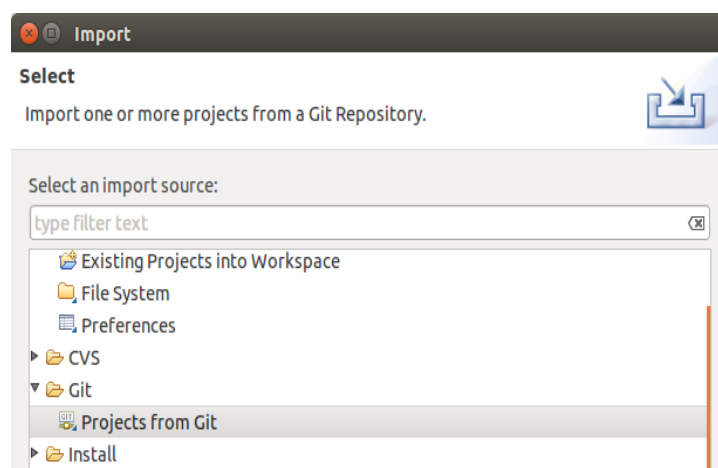 Import
Select
Import one or more projects from a Git Repository.
Select an import source:
type filter text
Existing Projects into Workspace
File System
Preferences
CVS
Git
GIT Projects from Git
Install